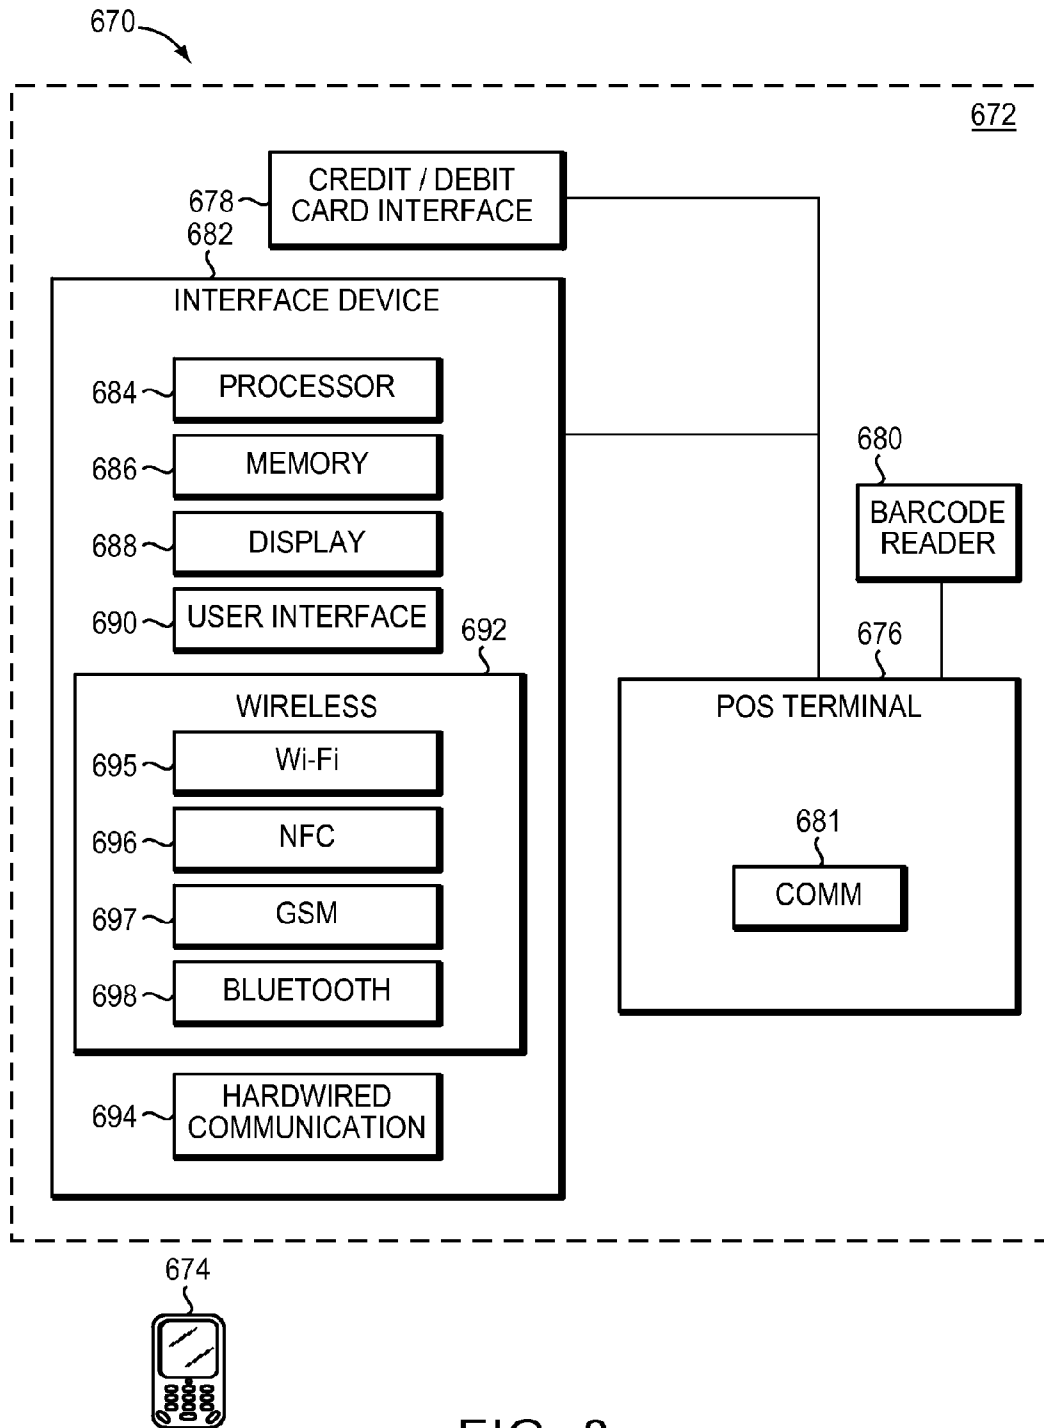 670
672
CREDIT / DEBIT
CARD INTERFACE
678
682
INTERFACE DEVICE
684
PROCESSOR
686
MEMORY
688
DISPLAY
690
USER INTERFACE
692
WIRELESS
695
Wi-Fi
696
NFC
697
GSM
698
BLUETOOTH
694
HARDWIRED
COMMUNICATION
680
BARCODE
READER
676
POS TERMINAL
681
COMM
674